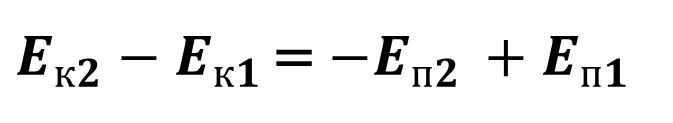 Eк2 − Eк1 = −Eп2 + Eп1